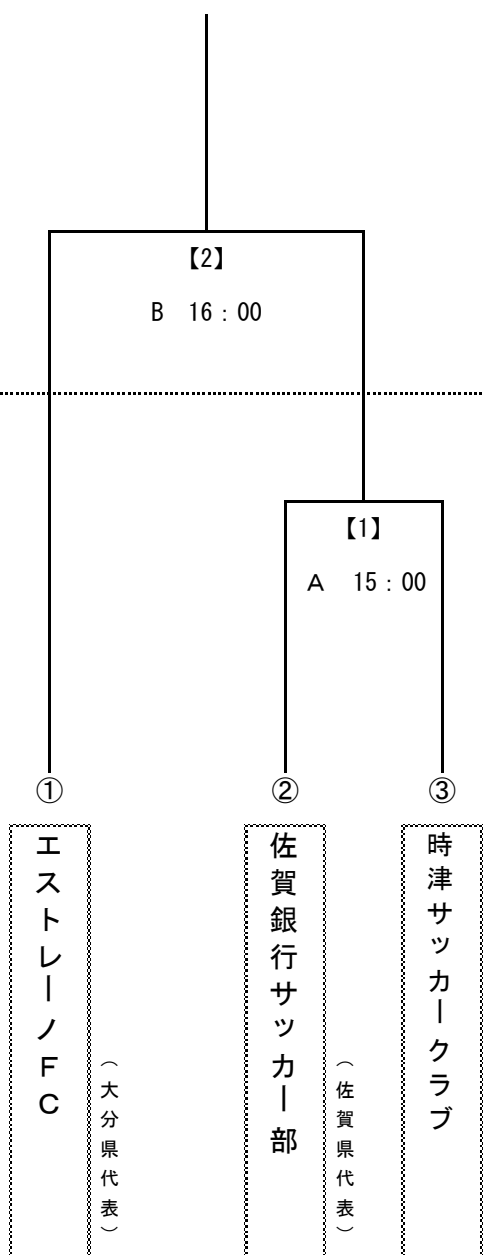 【2】
B 16:00
【1】
A 15:00
①
②
③
エストレーノFC
(大分県代表)
佐賀銀行サッカー部
(佐賀県代表)
時津サッカークラブ